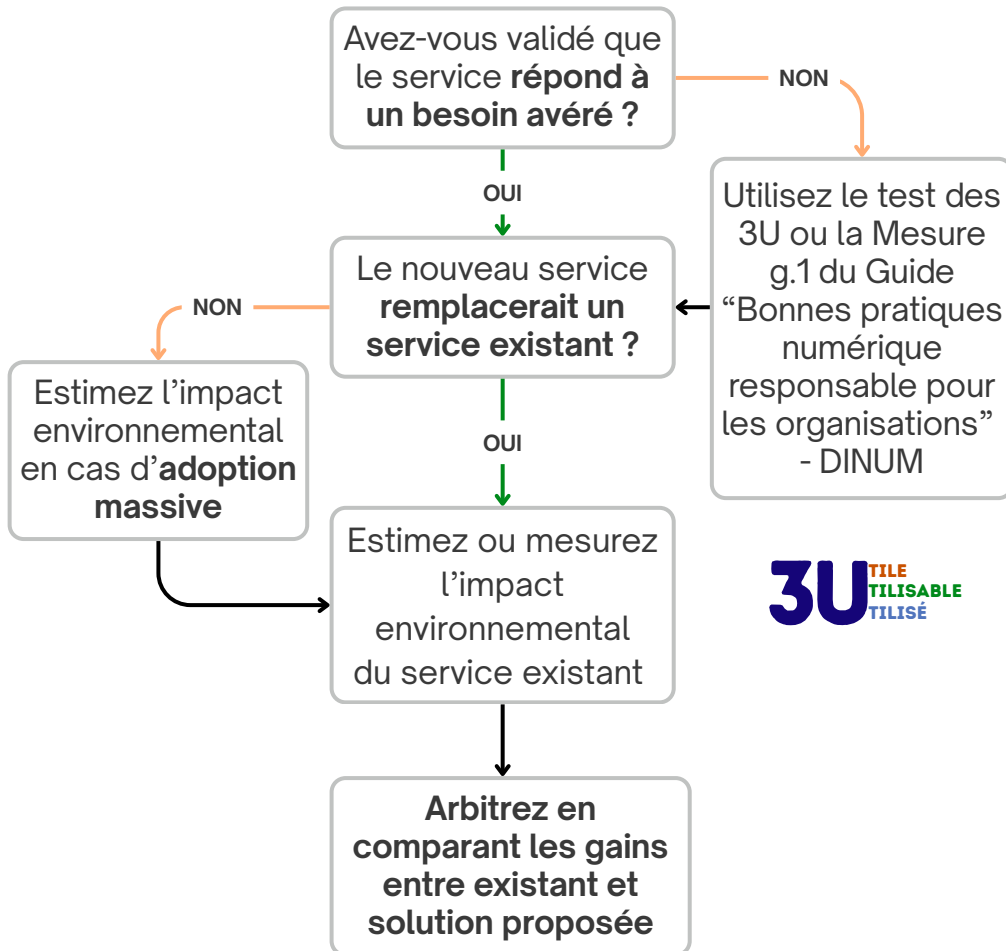 Avez-vous validé que
le service répond à
un besoin avéré ?
NON
OUI
Utilisez le test des
3U ou la Mesure
g.1 du Guide
“Bonnes pratiques
numérique
responsable pour
les organisations”
- DINUM
Le nouveau service
remplacerait un
service existant ?
NON
OUI
Estimez l’impact
environnemental
en cas d’adoption
massive
Estimez ou mesurez
l’impact
environnemental
du service existant
3U
TILE
TILISABLE
TILISÉ
Arbitrez en
comparant les gains
entre existant et
solution proposée